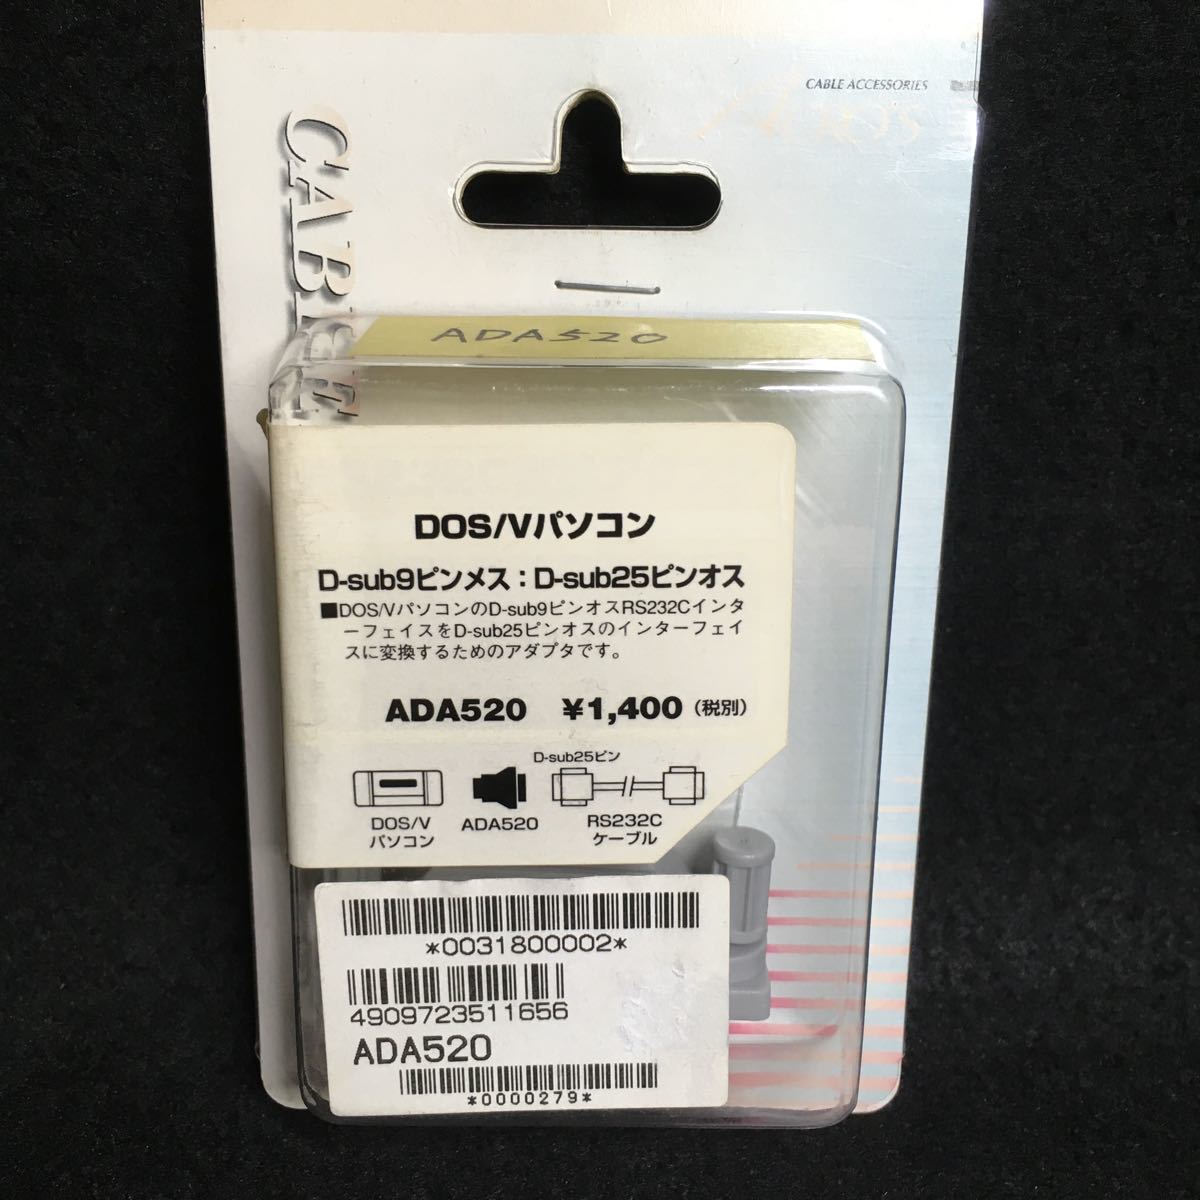 CABLE ACCESSORIES
CABLE
ADA520
DOS/Vパソコン
D-sub9ピンメス：D-sub25ピンオス
■DOS/VパソコンのD-sub9ピンオスRS232Cインタ
ーフェイスをD-sub25ピンオスのインターフェイ
スに変換するためのアダプタです。
ADA520 ¥1,400（税別）
D-sub25ピン
DOS/V
パソコン
ADA520
RS232C
ケーブル
*0031800002*
4909723511656
ADA520
*0000279*